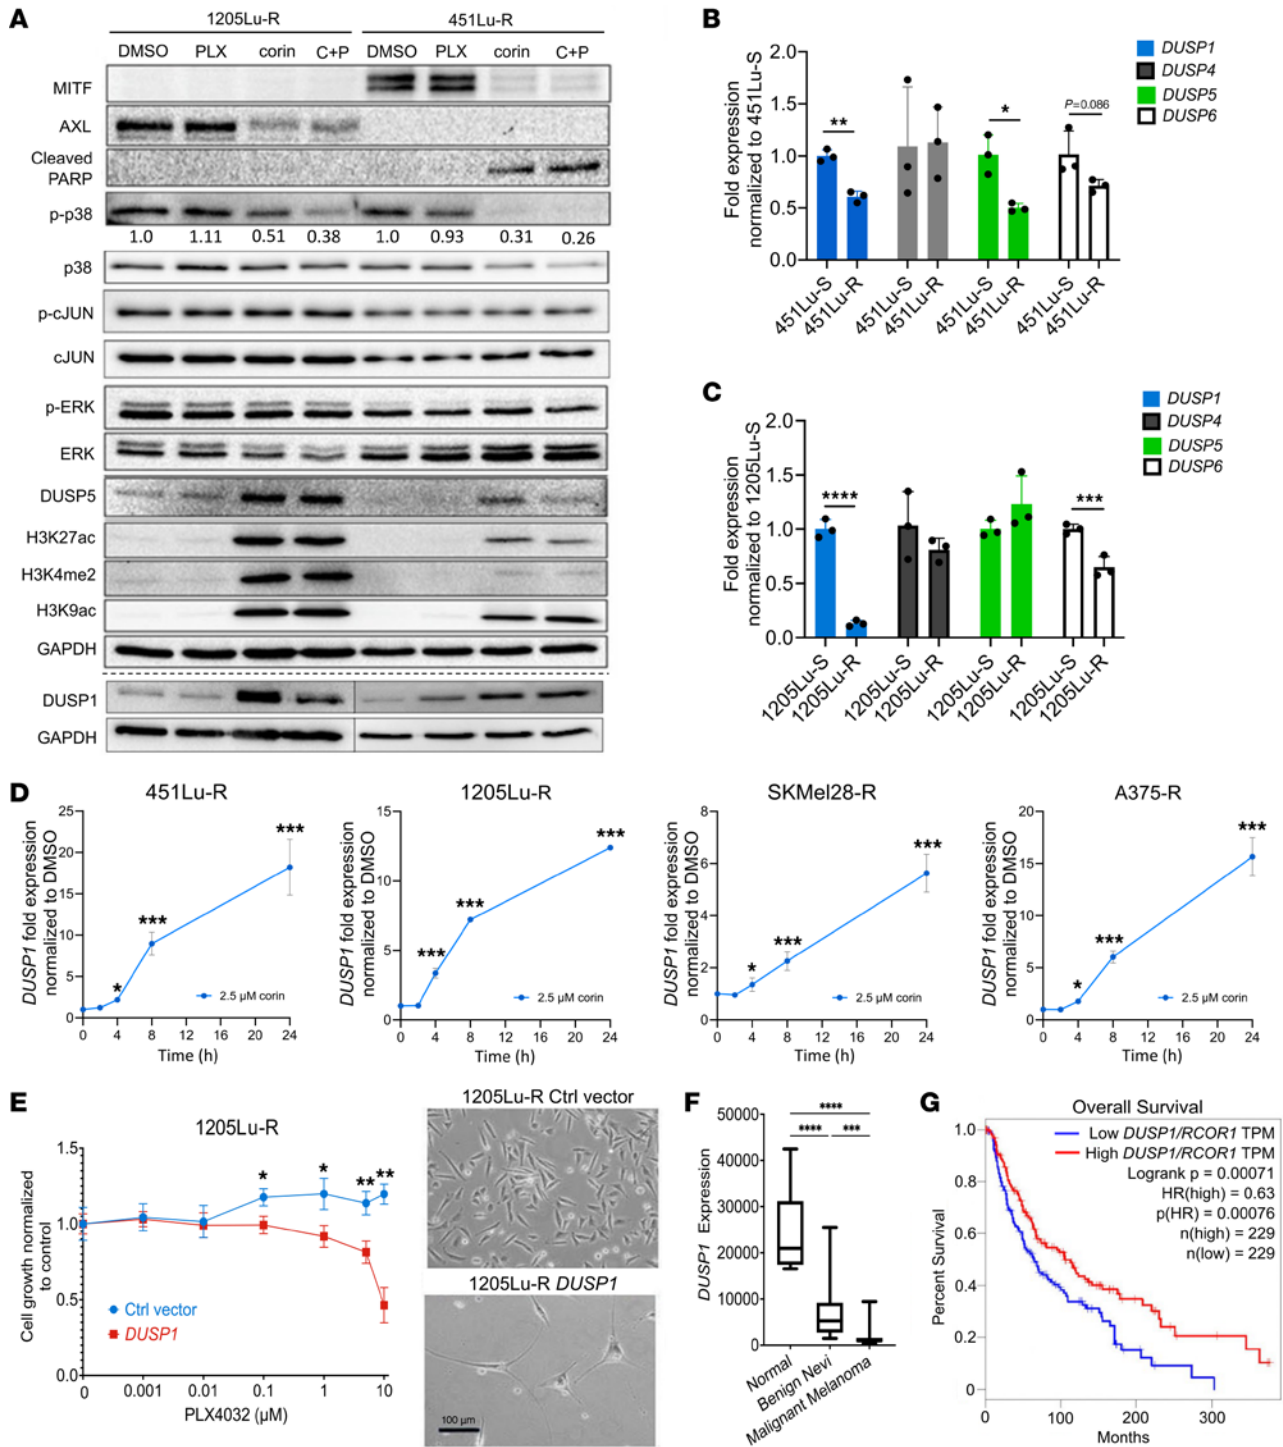 A
1205Lu-R 451Lu-R
DMSO PLX corin C+P DMSO PLX corin C+P
MITF
AXL
Cleaved
PARP
p-p38
1.0 1.11 0.51 0.38 1.0 0.93 0.31 0.26
p38
p-cJUN
cJUN
p-ERK
ERK
DUSP5
H3K27ac
H3K4me2
H3K9ac
GAPDH
DUSP1
GAPDH
B
Fold expression
normalized to 451Lu-S
2.0
1.5
1.0
0.5
0.0
**
*
P=0.086
451Lu-S
451Lu-R
451Lu-S
451Lu-R
451Lu-S
451Lu-R
451Lu-S
451Lu-R
DUSP1
DUSP4
DUSP5
DUSP6
C
Fold expression
normalized to 1205Lu-S
2.0
1.5
1.0
0.5
0.0
****
***
1205Lu-S
1205Lu-R
1205Lu-S
1205Lu-R
1205Lu-S
1205Lu-R
1205Lu-S
1205Lu-R
DUSP1
DUSP4
DUSP5
DUSP6
D
451Lu-R
DUSP1 fold expression
normalized to DMSO
25
20
15
10
5
0
*
***
***
2.5 µM corin
0 4 8 12 16 20 24
Time (h)
1205Lu-R
DUSP1 fold expression
normalized to DMSO
15
10
5
0
***
***
***
2.5 µM corin
0 4 8 12 16 20 24
Time (h)
SKMel28-R
DUSP1 fold expression
normalized to DMSO
8
6
4
2
0
*
***
***
2.5 µM corin
0 4 8 12 16 20 24
Time (h)
A375-R
DUSP1 fold expression
normalized to DMSO
20
15
10
5
0
*
***
***
2.5 µM corin
0 4 8 12 16 20 24
Time (h)
E
1205Lu-R
Cell growth normalized
to control
1.5
1.0
0.5
0.0
* * ** **
Ctrl vector
DUSP1
0 0.001 0.01 0.1 1 10
PLX4032 (µM)
1205Lu-R Ctrl vector
1205Lu-R DUSP1
100 µm
F
DUSP1 Expression
50000
40000
30000
20000
10000
0
****
**** ***
Normal
Benign Nevi
Malignant Melanoma
G
Overall Survival
Percent Survival
1.0
0.8
0.6
0.4
0.2
0
Low DUSP1/RCOR1 TPM
High DUSP1/RCOR1 TPM
Logrank p = 0.00071
HR(high) = 0.63
p(HR) = 0.00076
n(high) = 229
n(low) = 229
0 100 200 300
Months